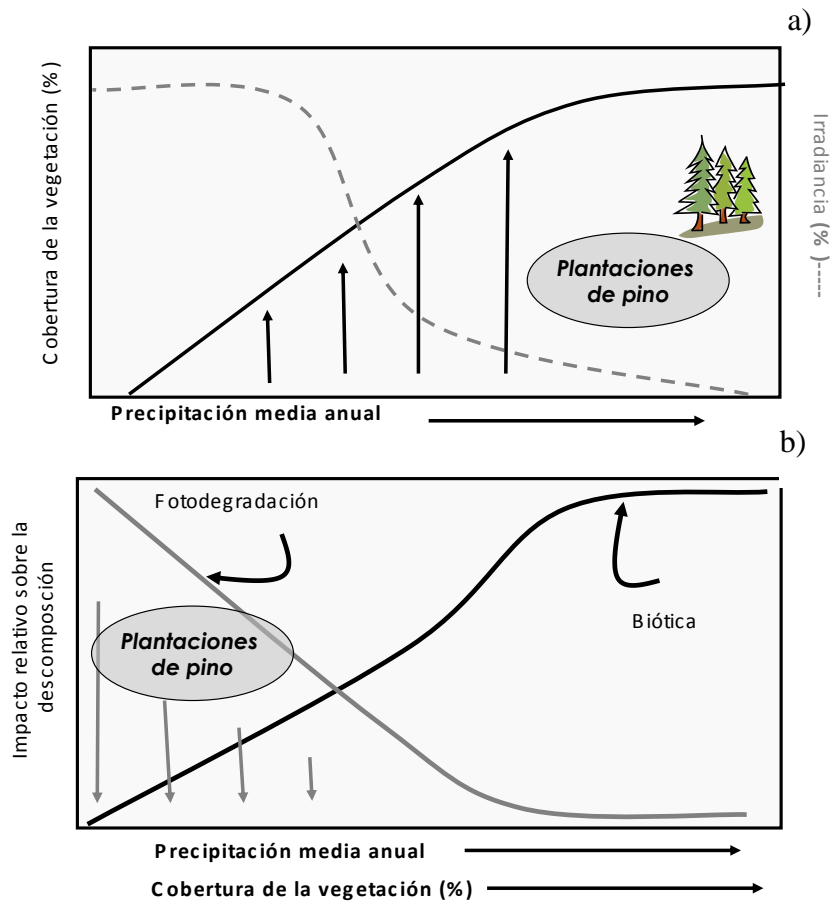 a)
Cobertura de la vegetación (%)
Irradiancia (%)-----
Plantaciones
de pino
Precipitación media anual
b)
Impacto relativo sobre la
descomposción
Fotodegradación
Plantaciones
de pino
Biótica
Precipitación media anual
Cobertura de la vegetación (%)